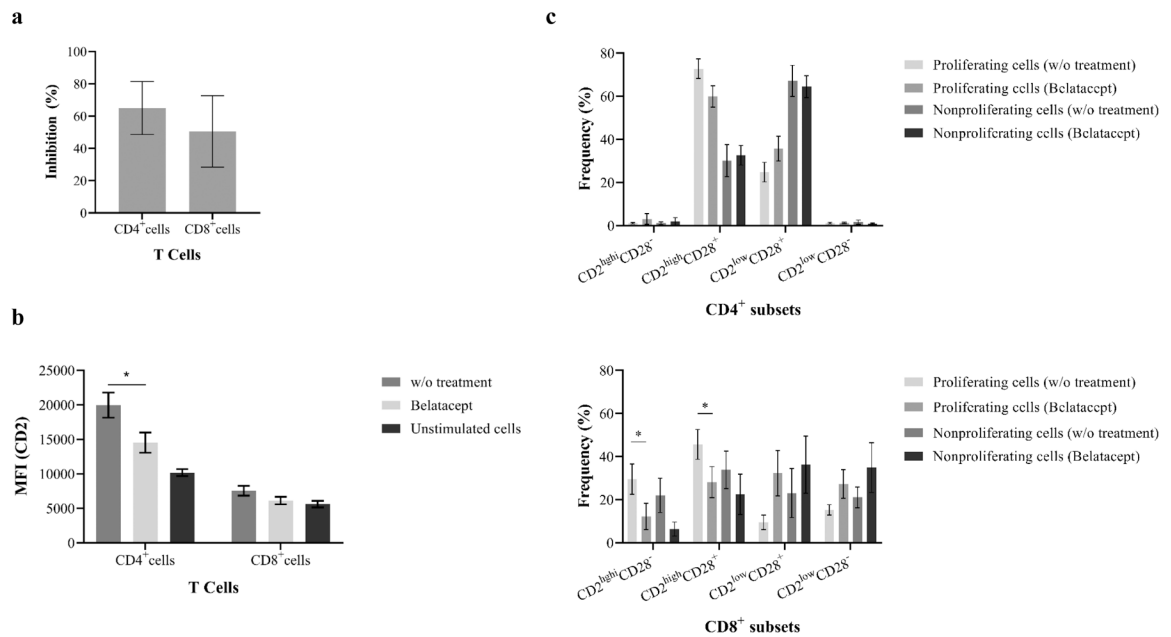 a
100
80
60
40
20
0
Inhibition (%)
CD4⁺cells CD8⁺cells
T Cells
b
25000
20000
15000
10000
5000
0
MFI (CD2)
*
CD4⁺cells CD8⁺cells
T Cells
w/o treatment
Belatacept
Unstimulated cells
c
80
60
40
20
0
Frequency (%)
CD2ʰᵍʰⁱCD28⁻ CD2ʰⁱᵍʰCD28⁺ CD2ˡᵒʷCD28⁺ CD2ˡᵒʷCD28⁻
CD4⁺ subsets
Proliferating cells (w/o treatment)
Proliferating cells (Belatacept)
Nonproliferating cells (w/o treatment)
Nonproliferating cells (Belatacept)
80
60
40
20
0
Frequency (%)
* *
CD2ʰᵍʰⁱCD28⁻ CD2ʰⁱᵍʰCD28⁺ CD2ˡᵒʷCD28⁺ CD2ˡᵒʷCD28⁻
CD8⁺ subsets
Proliferating cells (w/o treatment)
Proliferating cells (Belatacept)
Nonproliferating cells (w/o treatment)
Nonproliferating cells (Belatacept)